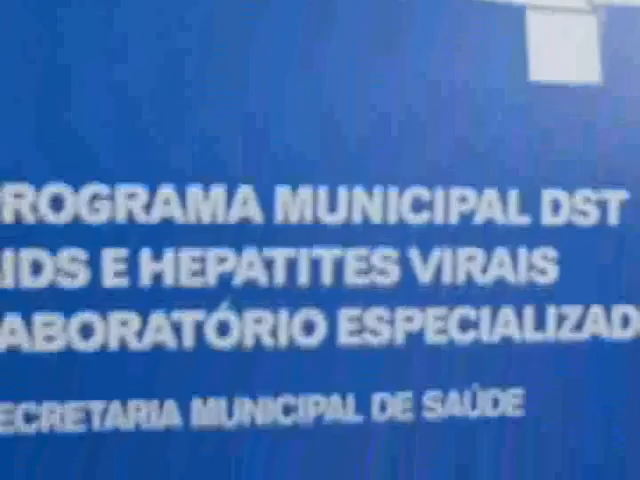 ROGRAMA MUNICIPAL DST
IDS E HEPATITES VIRAIS
ABORATÓRIO ESPECIALIZAD
ECRETARIA MUNICIPAL DE SAÚDE